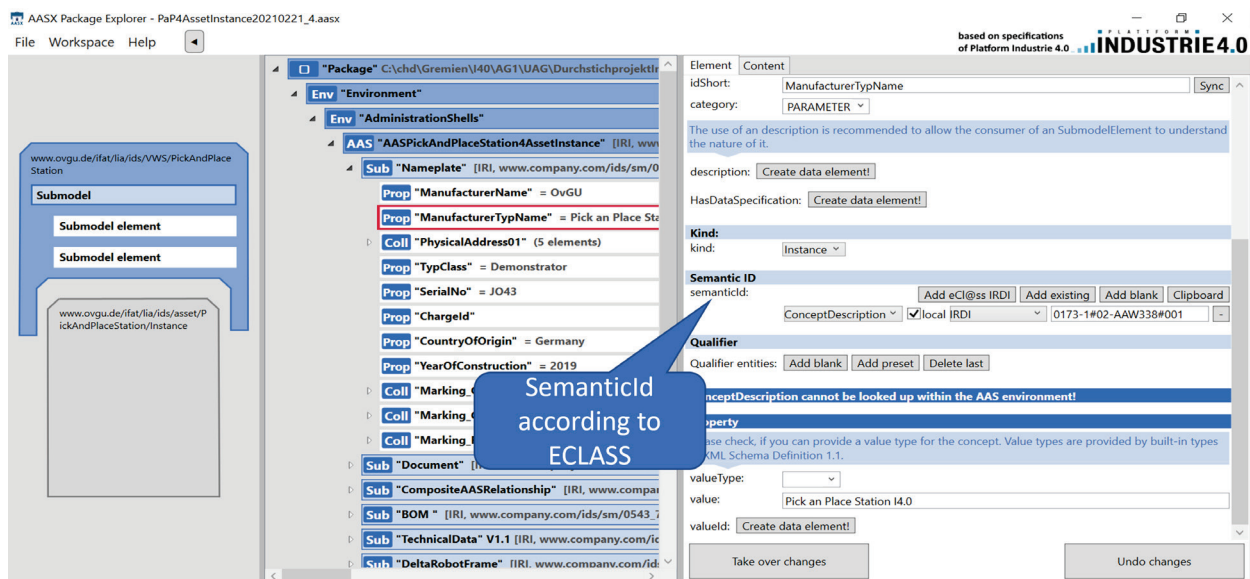 AASX Package Explorer - PaP4AssetInstance20210221_4.aasx
File Workspace Help
based on specifications
of Platform Industrie 4.0
PLATTFORM
INDUSTRIE4.0
www.ovgu.de/ifat/lia/ids/VWS/PickAndPlace
Station
Submodel
Submodel element
Submodel element
www.ovgu.de/ifat/lia/ids/asset/P
ickAndPlaceStation/Instance
"Package" C:\chd\Gremien\I40\AG1\UAG\Durchstichprojektir
Env "Environment"
Env "AdministrationShells"
AAS "AASPickAndPlaceStation4AssetInstance" [IRI, www
Sub "Nameplate" [IRI, www.company.com/ids/sm/0
Prop "ManufacturerName" = OvGU
Prop "ManufacturerTypName" = Pick an Place Sta
Coll "PhysicalAddress01" (5 elements)
Prop "TypClass" = Demonstrator
Prop "SerialNo" = JO43
Prop "ChargeId"
Prop "CountryOfOrigin" = Germany
Prop "YearOfConstruction" = 2019
Coll "Marking_
Coll "Marking_
Coll "Marking_
Sub "Document"
Sub "CompositeAASRelationship" [IRI, www.compa
Sub "BOM " [IRI, www.company.com/ids/sm/0543_7
Sub "TechnicalData" V1.1 [IRI, www.company.com/ic
Sub "DeltaRobotFrame" [IRI, www.company.com/id
SemanticId
according to
ECLASS
Element Content
idShort: ManufacturerTypName Sync
category: PARAMETER
The use of an description is recommended to allow the consumer of an SubmodelElement to understand
the nature of it.
description: Create data element!
HasDataSpecification: Create data element!
Kind:
kind: Instance
Semantic ID
semanticId: Add eCl@ss IRDI Add existing Add blank Clipboard
ConceptDescription local IRDI 0173-1#02-AAW338#001 -
Qualifier
Qualifier entities: Add blank Add preset Delete last
ConceptDescription cannot be looked up within the AAS environment!
Property
ase check, if you can provide a value type for the concept. Value types are provided by built-in types
XML Schema Definition 1.1.
valueType:
value: Pick an Place Station I4.0
valueId: Create data element!
Take over changes Undo changes